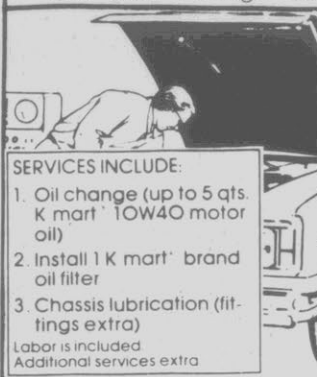 SERVICES INCLUDE:
1. Oil change (up to 5 qts.
K mart® 10W40 motor
oil)
2. Install 1 K mart® brand
oil filter
3. Chassis lubrication (fit-
tings extra)
Labor is included.
Additional services extra